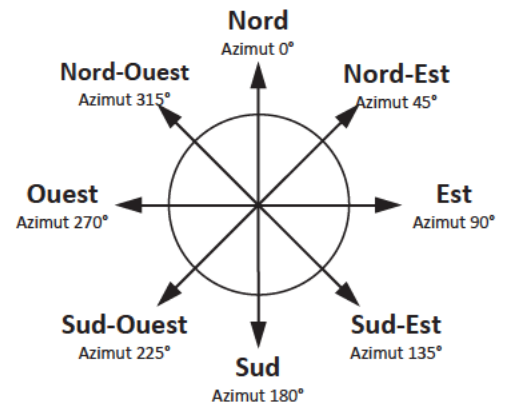 Nord
Azimut 0°
Nord-Ouest
Azimut 315°
Nord-Est
Azimut 45°
Ouest
Azimut 270°
Est
Azimut 90°
Sud-Ouest
Azimut 225°
Sud-Est
Azimut 135°
Sud
Azimut 180°